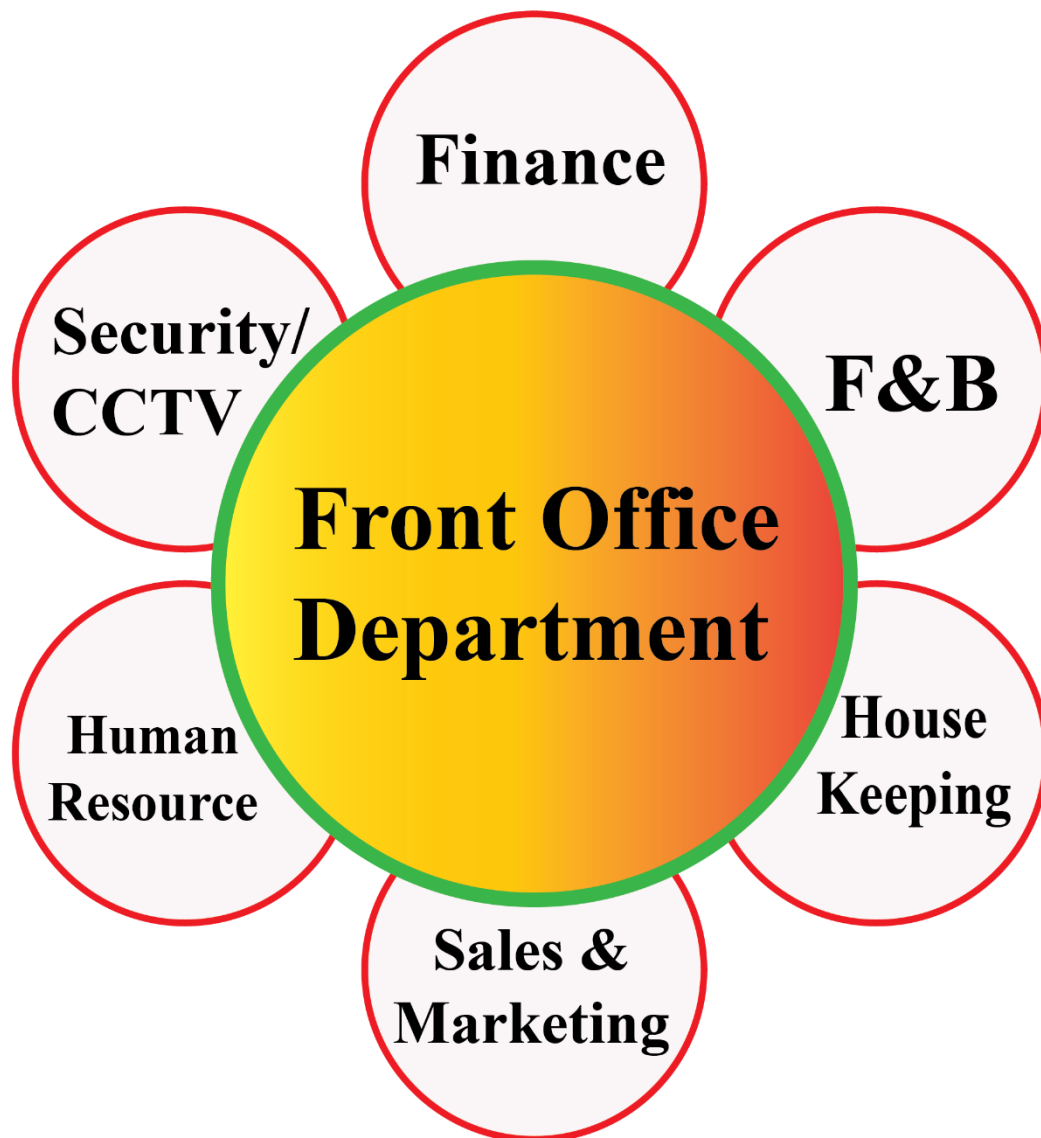 Finance
Security/
CCTV
F&B
Front Office
Department
Human
Resource
House
Keeping
Sales &
Marketing